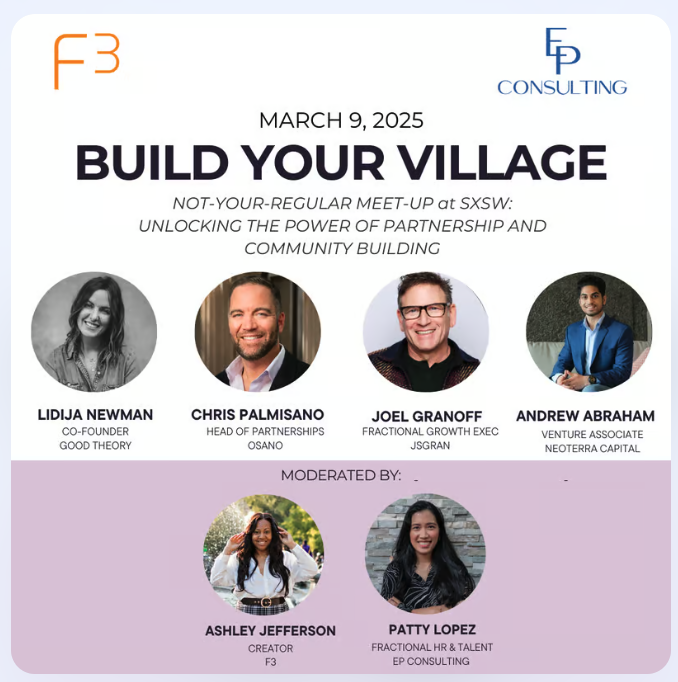 F3
EP
CONSULTING
MARCH 9, 2025
BUILD YOUR VILLAGE
NOT-YOUR-REGULAR MEET-UP at SXSW:
UNLOCKING THE POWER OF PARTNERSHIP AND
COMMUNITY BUILDING
LIDIJA NEWMAN
CO-FOUNDER
GOOD THEORY
CHRIS PALMISANO
HEAD OF PARTNERSHIPS
OSANO
JOEL GRANOFF
FRACTIONAL GROWTH EXEC
JSGRAN
ANDREW ABRAHAM
VENTURE ASSOCIATE
NEOTERRA CAPITAL
MODERATED BY: - -
ASHLEY JEFFERSON
CREATOR
F3
PATTY LOPEZ
FRACTIONAL HR & TALENT
EP CONSULTING